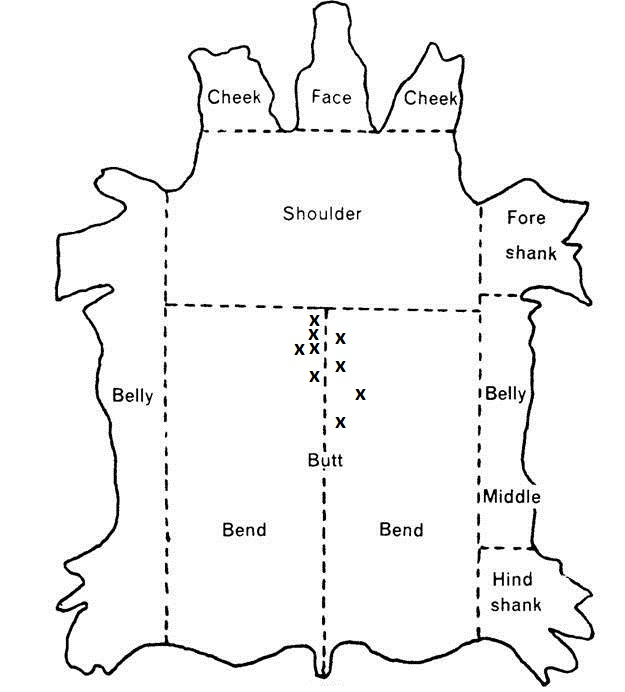 Cheek
Face
Cheek
Shoulder
Fore
shank
x
x
x
x x
x
x
x
x
Belly
Belly
Butt
Middle
Bend
Bend
Hind
shank